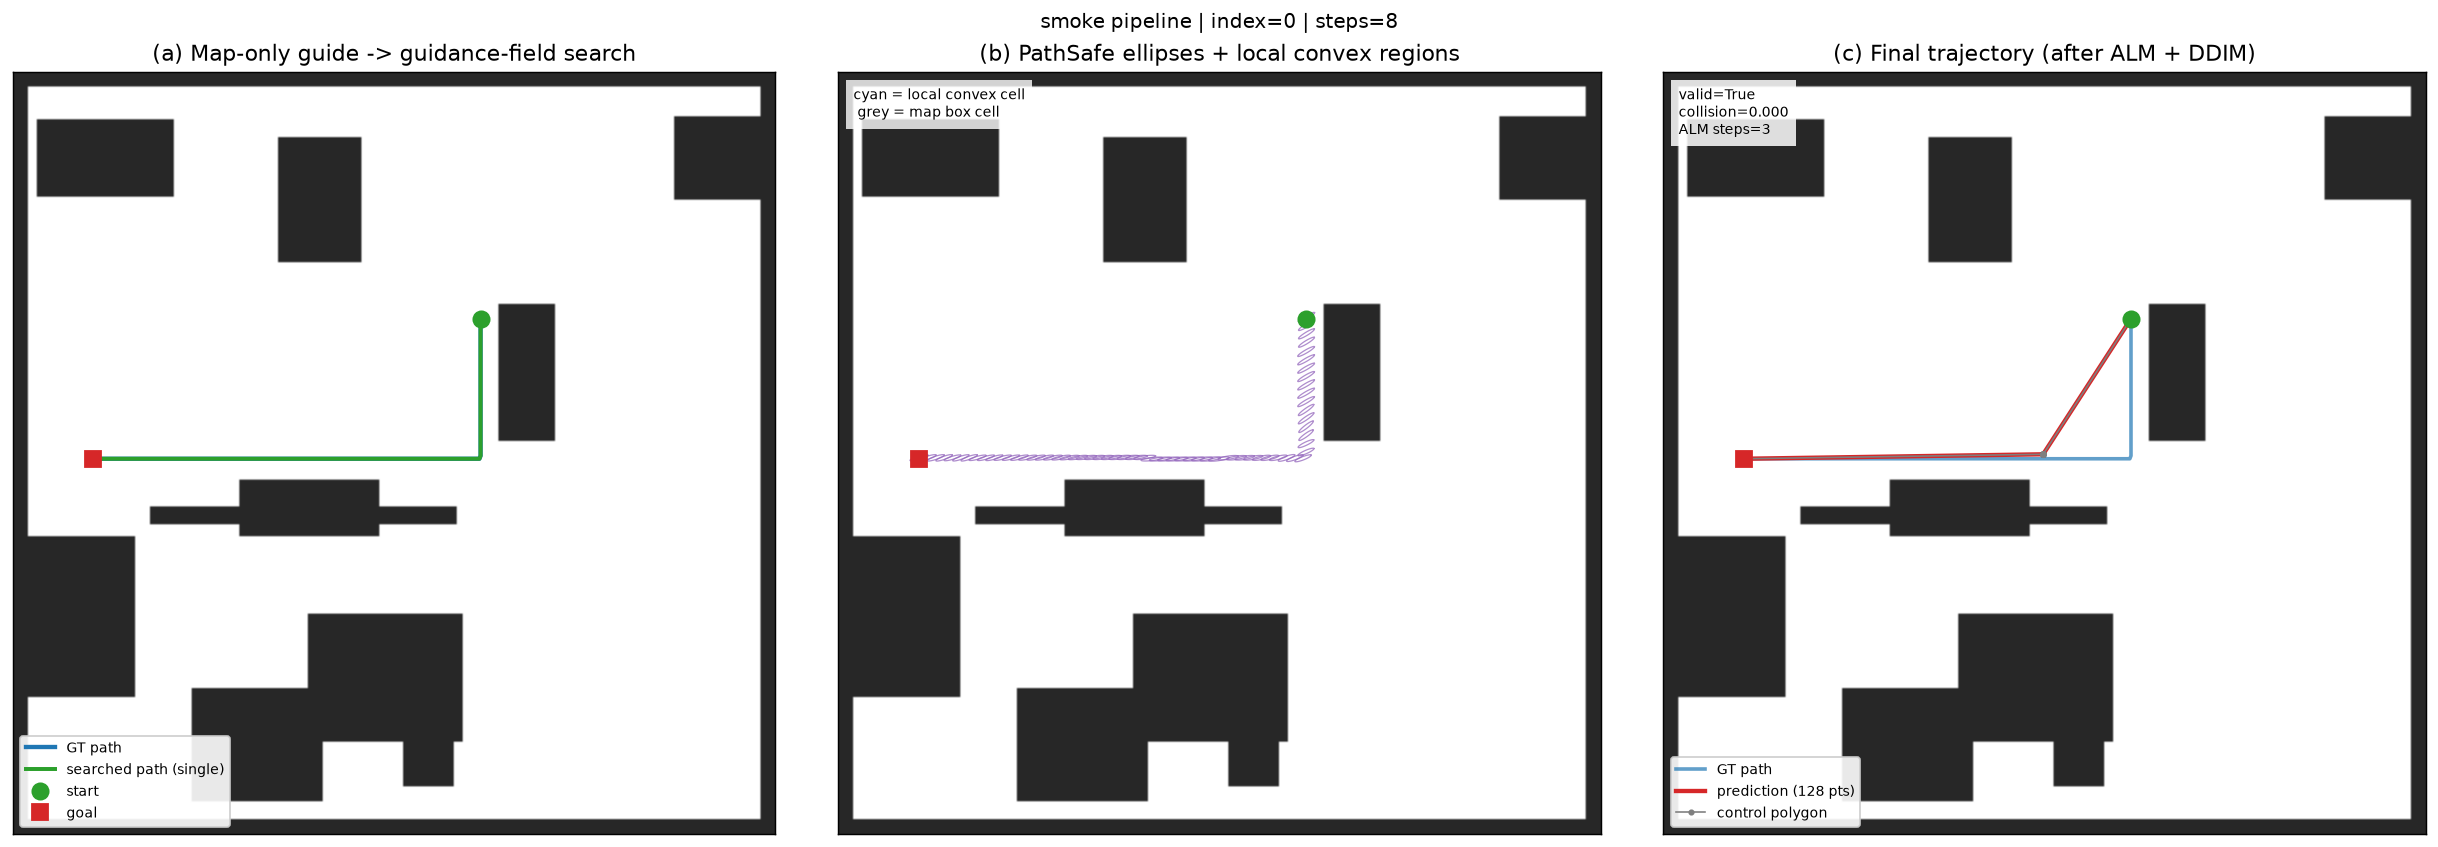 smoke pipeline | index=0 | steps=8
(a) Map-only guide -> guidance-field search
GT path
searched path (single)
start
goal
(b) PathSafe ellipses + local convex regions
cyan = local convex cell
grey = map box cell
(c) Final trajectory (after ALM + DDIM)
valid=True
collision=0.000
ALM steps=3
GT path
prediction (128 pts)
control polygon